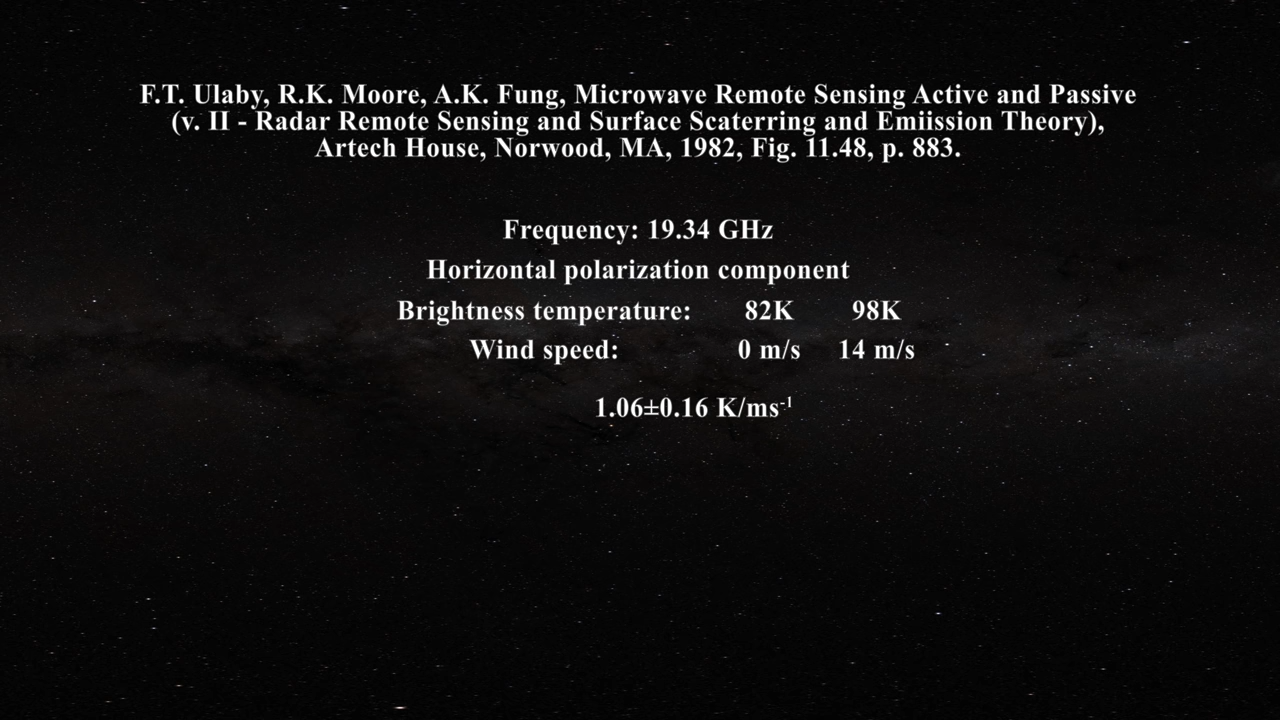 F.T. Ulaby, R.K. Moore, A.K. Fung, Microwave Remote Sensing Active and Passive
(v. II - Radar Remote Sensing and Surface Scaterring and Emiission Theory),
Artech House, Norwood, MA, 1982, Fig. 11.48, p. 883.
Frequency: 19.34 GHz
Horizontal polarization component
Brightness temperature: 82K 98K
Wind speed: 0 m/s 14 m/s
1.06±0.16 K/ms⁻¹